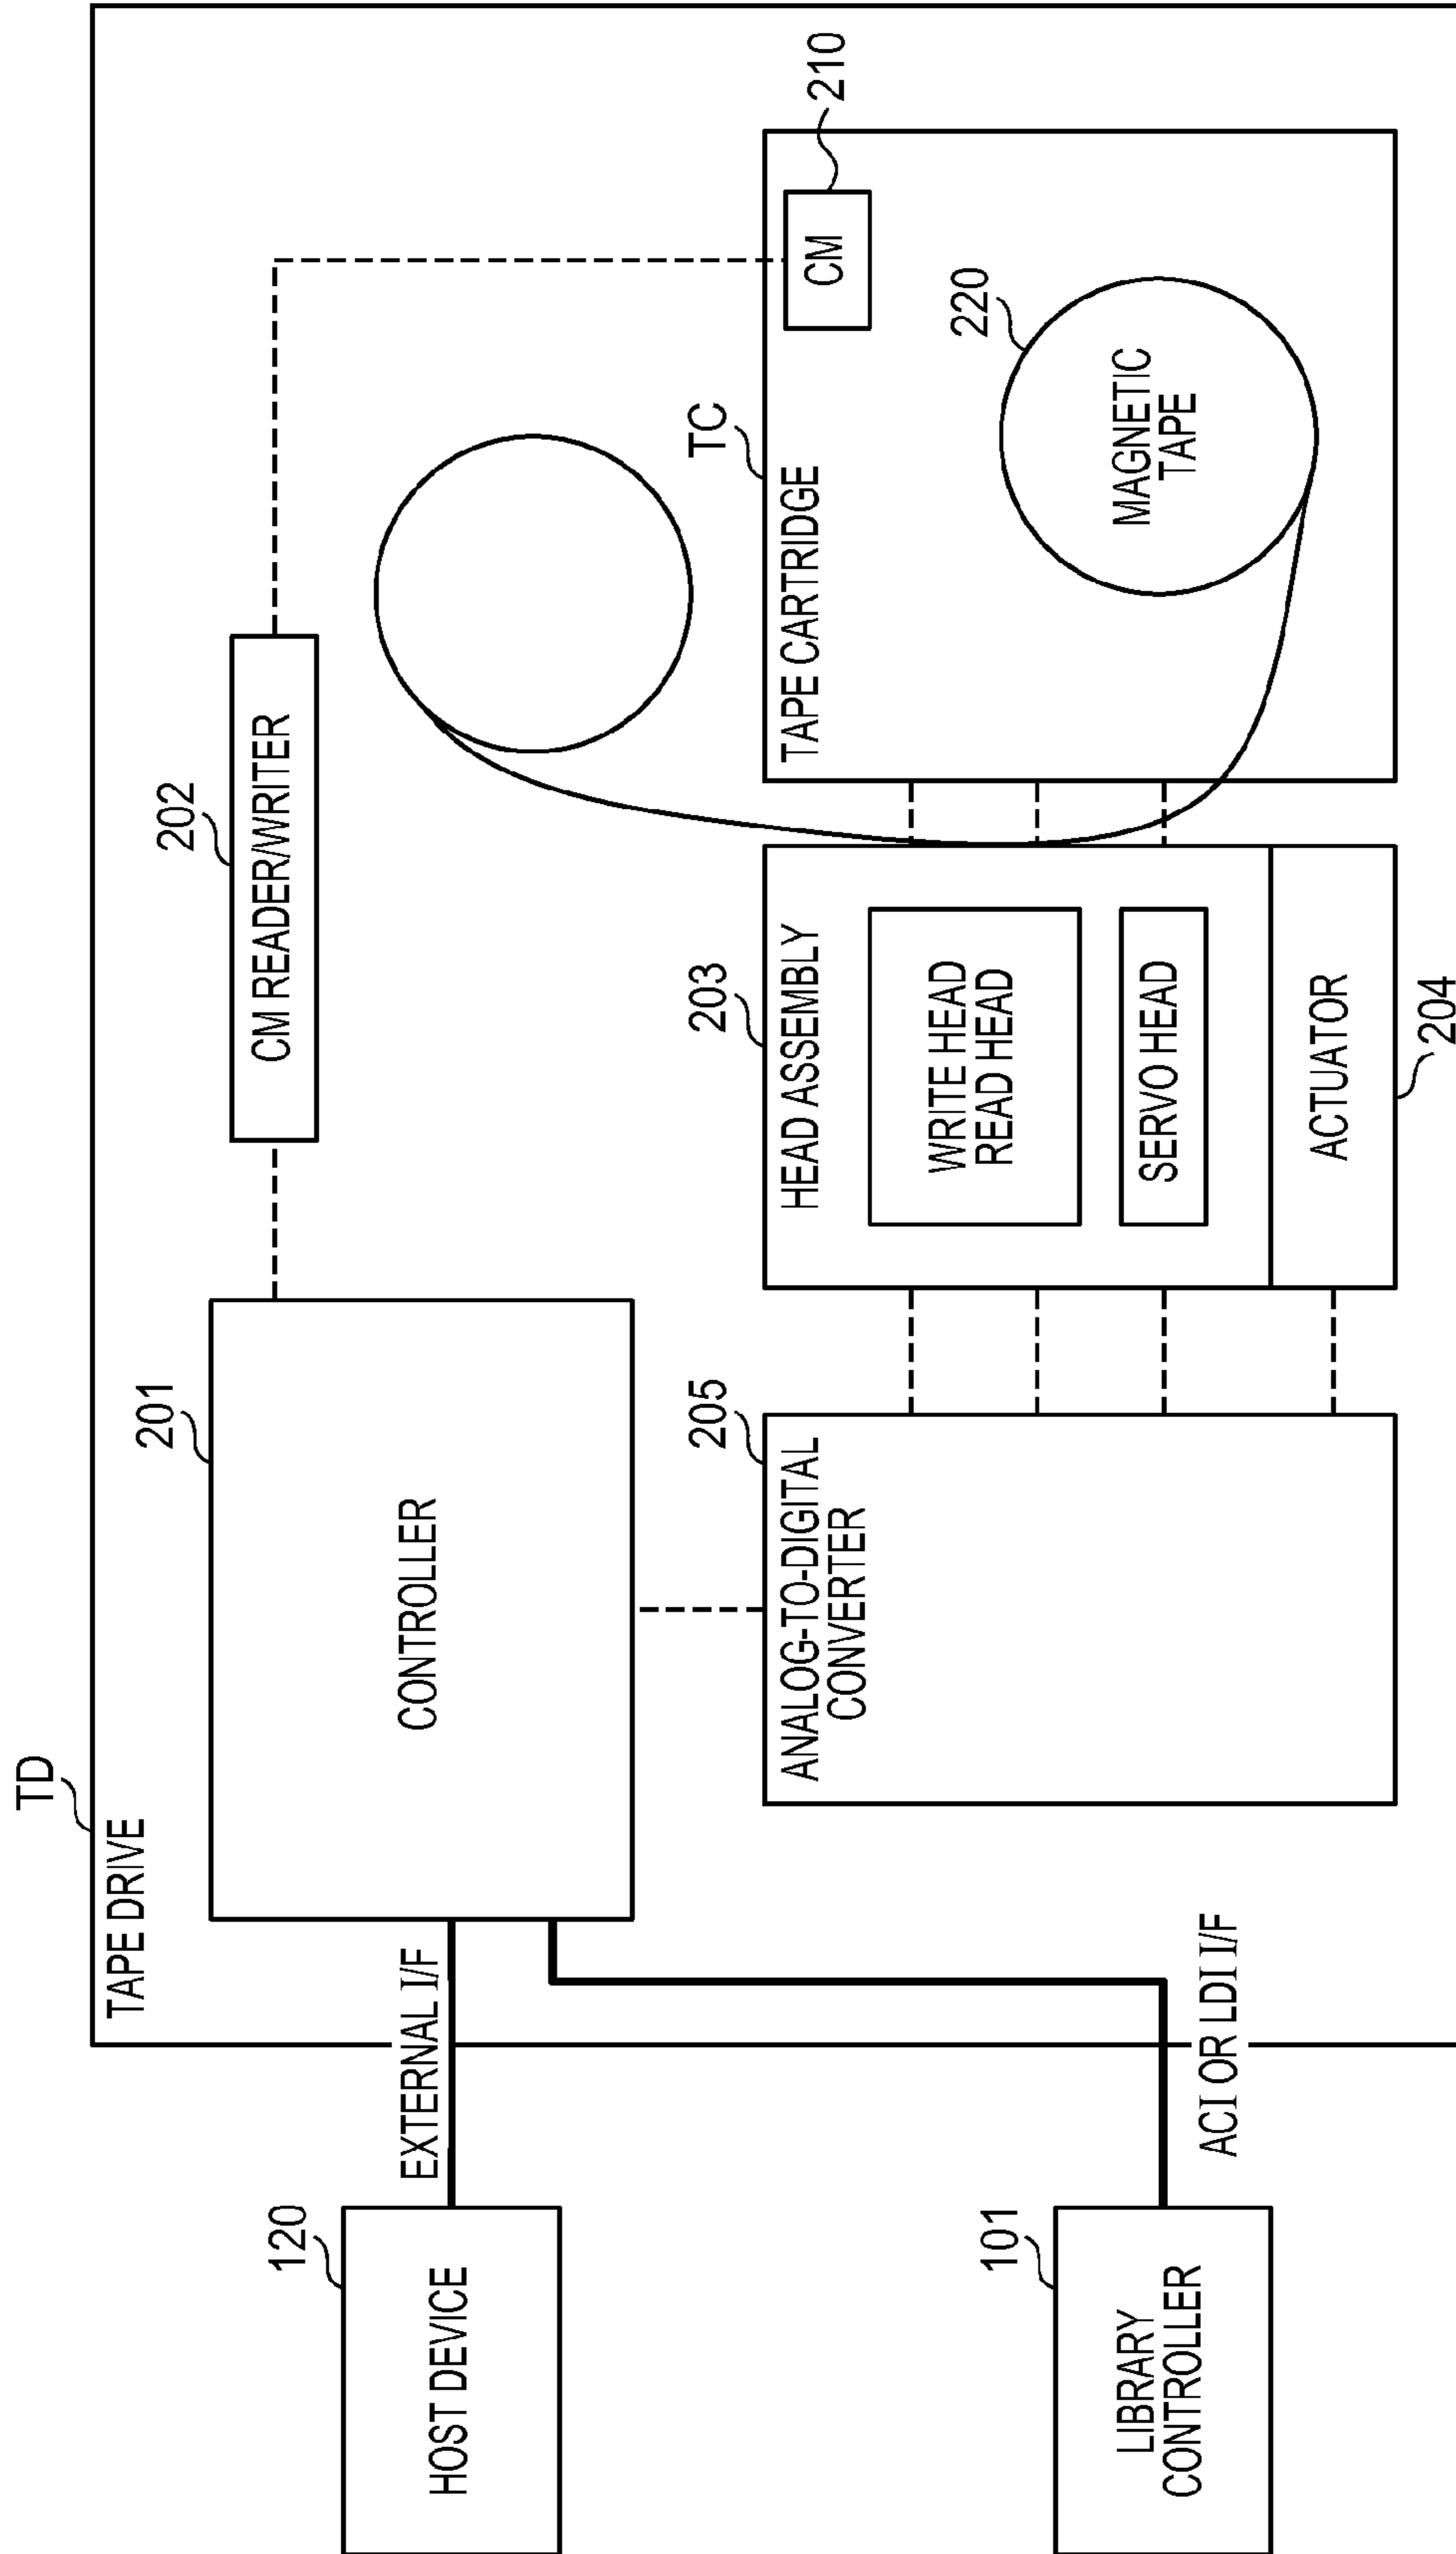 TD
TAPE DRIVE
201
CONTROLLER
202
CM READER/WRITER
120
HOST DEVICE
EXTERNAL I/F
101
LIBRARY
CONTROLLER
ACI OR LDI I/F
205
ANALOG-TO-DIGITAL
CONVERTER
203
HEAD ASSEMBLY
WRITE HEAD
READ HEAD
SERVO HEAD
ACTUATOR
204
TC
TAPE CARTRIDGE
210
CM
220
MAGNETIC
TAPE